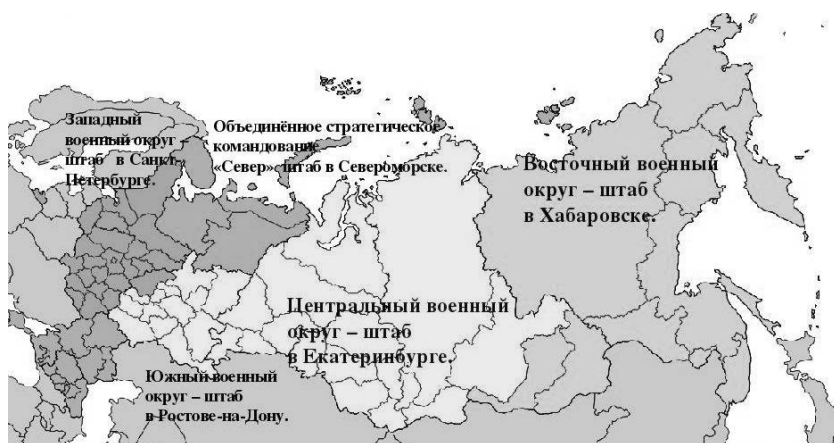 Западный
военный округ –
штаб в Санкт-
Петербурге.
Объединённое стратегическое
командование
«Север» штаб в Североморске.
Восточный военный
округ – штаб
в Хабаровске.
Центральный военный
округ – штаб
в Екатеринбурге.
Южный военный
округ – штаб
в Ростове-на-Дону.